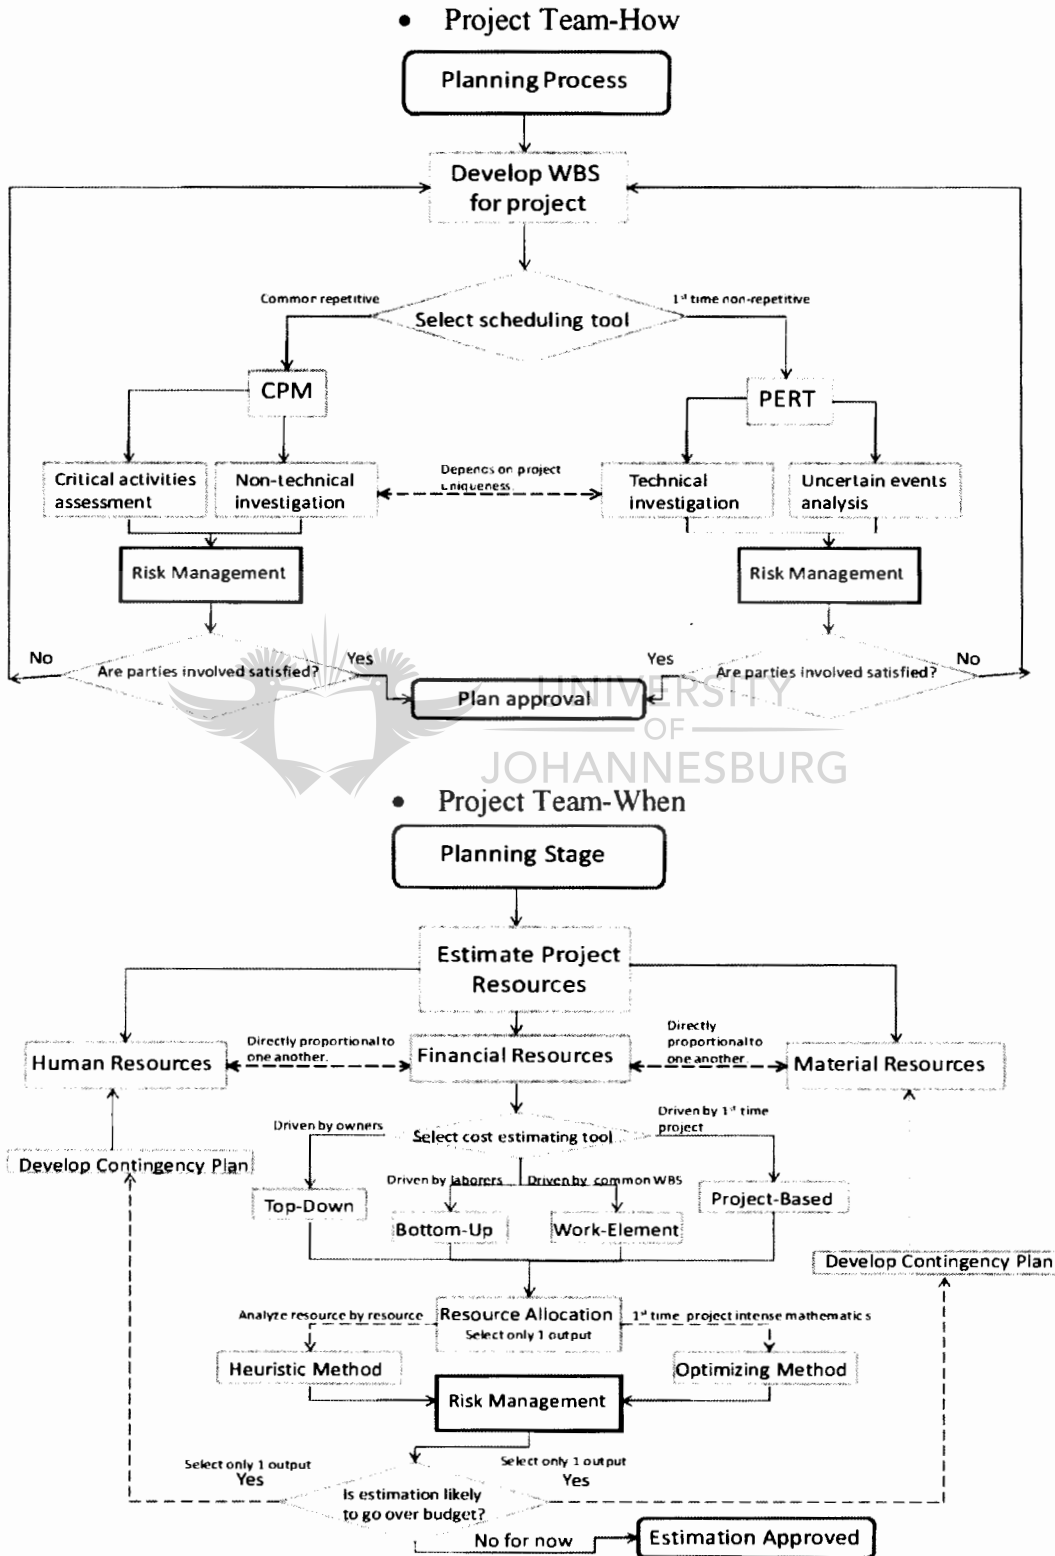 • Project Team-How
Planning Process
Develop WBS
for project
Common repetitive
1st time non-repetitive
Select scheduling tool
CPM
PERT
Critical activities
assessment
Non-technical
investigation
Depends on project
uniqueness.
Technical
investigation
Uncertain events
analysis
Risk Management
Risk Management
No
Are parties involved satisfied?
Yes
Yes
Are parties involved satisfied?
No
Plan approval
UNIVERSITY
OF
JOHANNESBURG
• Project Team-When
Planning Stage
Estimate Project
Resources
Human Resources
Directly proportional to
one another.
Financial Resources
Directly
proportional to
one another.
Material Resources
Driven by owners
Select cost estimating tool
Driven by 1st time
project
Develop Contingency Plan
Driven by laborers
Driven by common WBS
Top-Down
Bottom-Up
Work-Element
Project-Based
Develop Contingency Plan
Analyze resource by resource
Resource Allocation
Select only 1 output
1st time project intense mathematics
Heuristic Method
Optimizing Method
Risk Management
Select only 1 output
Yes
Select only 1 output
Yes
Is estimation likely
to go over budget?
No for now
Estimation Approved